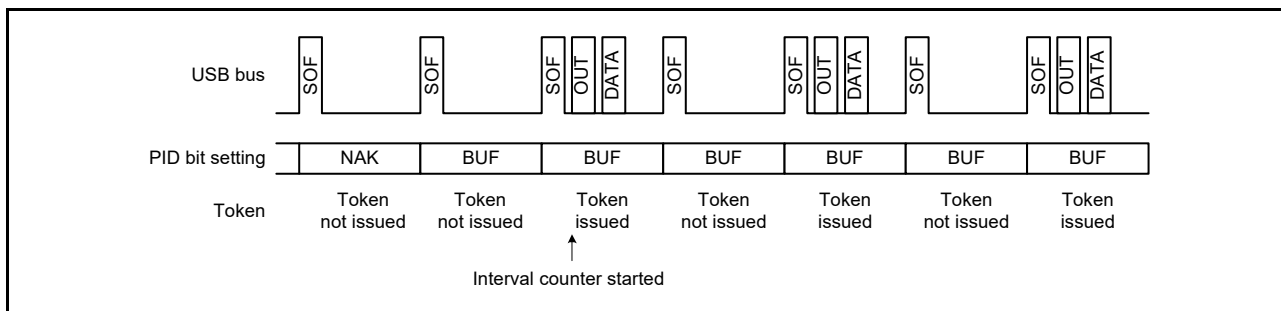 USB bus SOF SOF SOF OUT DATA SOF SOF OUT DATA SOF SOF OUT DATA
PID bit setting NAK BUF BUF BUF BUF BUF BUF
Token Token not issued Token not issued Token issued Token not issued Token issued Token not issued Token issued
Interval counter started